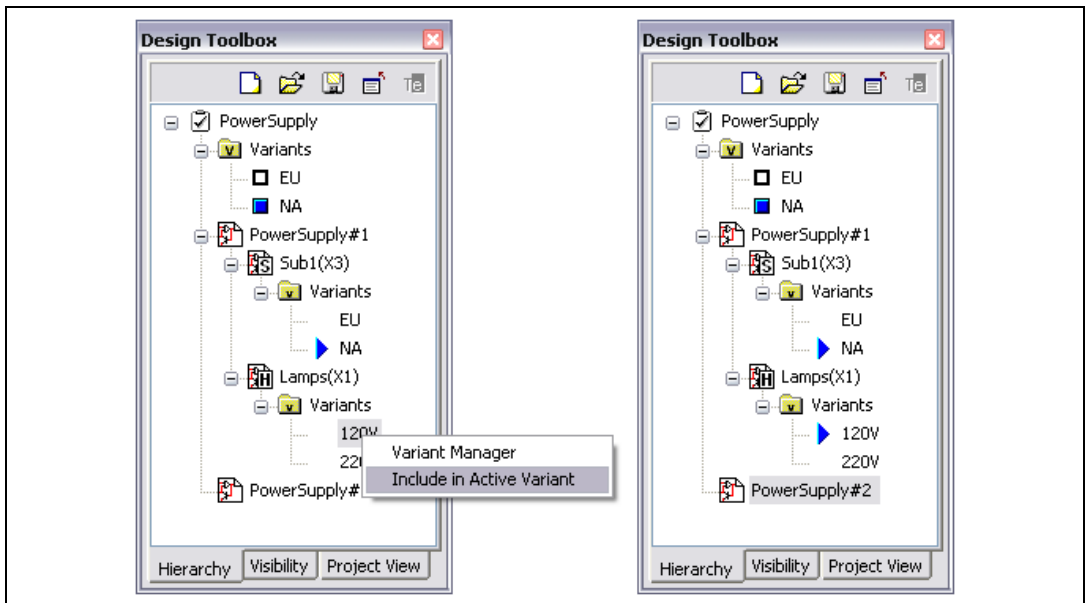 Design Toolbox
PowerSupply
Variants
EU
NA
PowerSupply#1
Sub1(X3)
Variants
EU
NA
Lamps(X1)
Variants
120V
22
Variant Manager
Include in Active Variant
PowerSupply#
Hierarchy Visibility Project View
Design Toolbox
PowerSupply
Variants
EU
NA
PowerSupply#1
Sub1(X3)
Variants
EU
NA
Lamps(X1)
Variants
120V
220V
PowerSupply#2
Hierarchy Visibility Project View